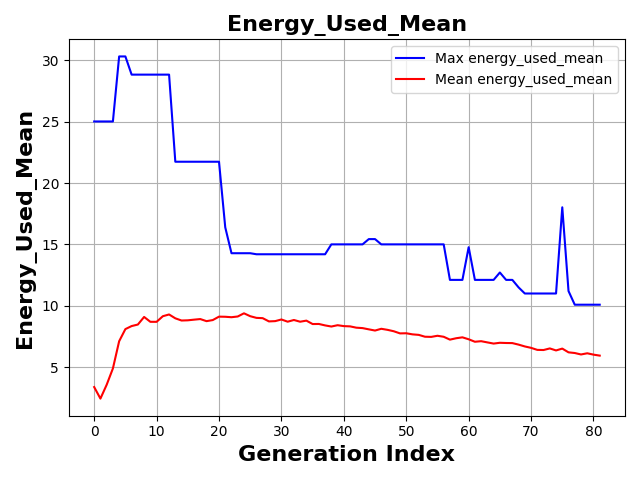 Energy_Used_Mean
Max energy_used_mean
Mean energy_used_mean
Energy_Used_Mean
30
25
20
15
10
5
0 10 20 30 40 50 60 70 80
Generation Index